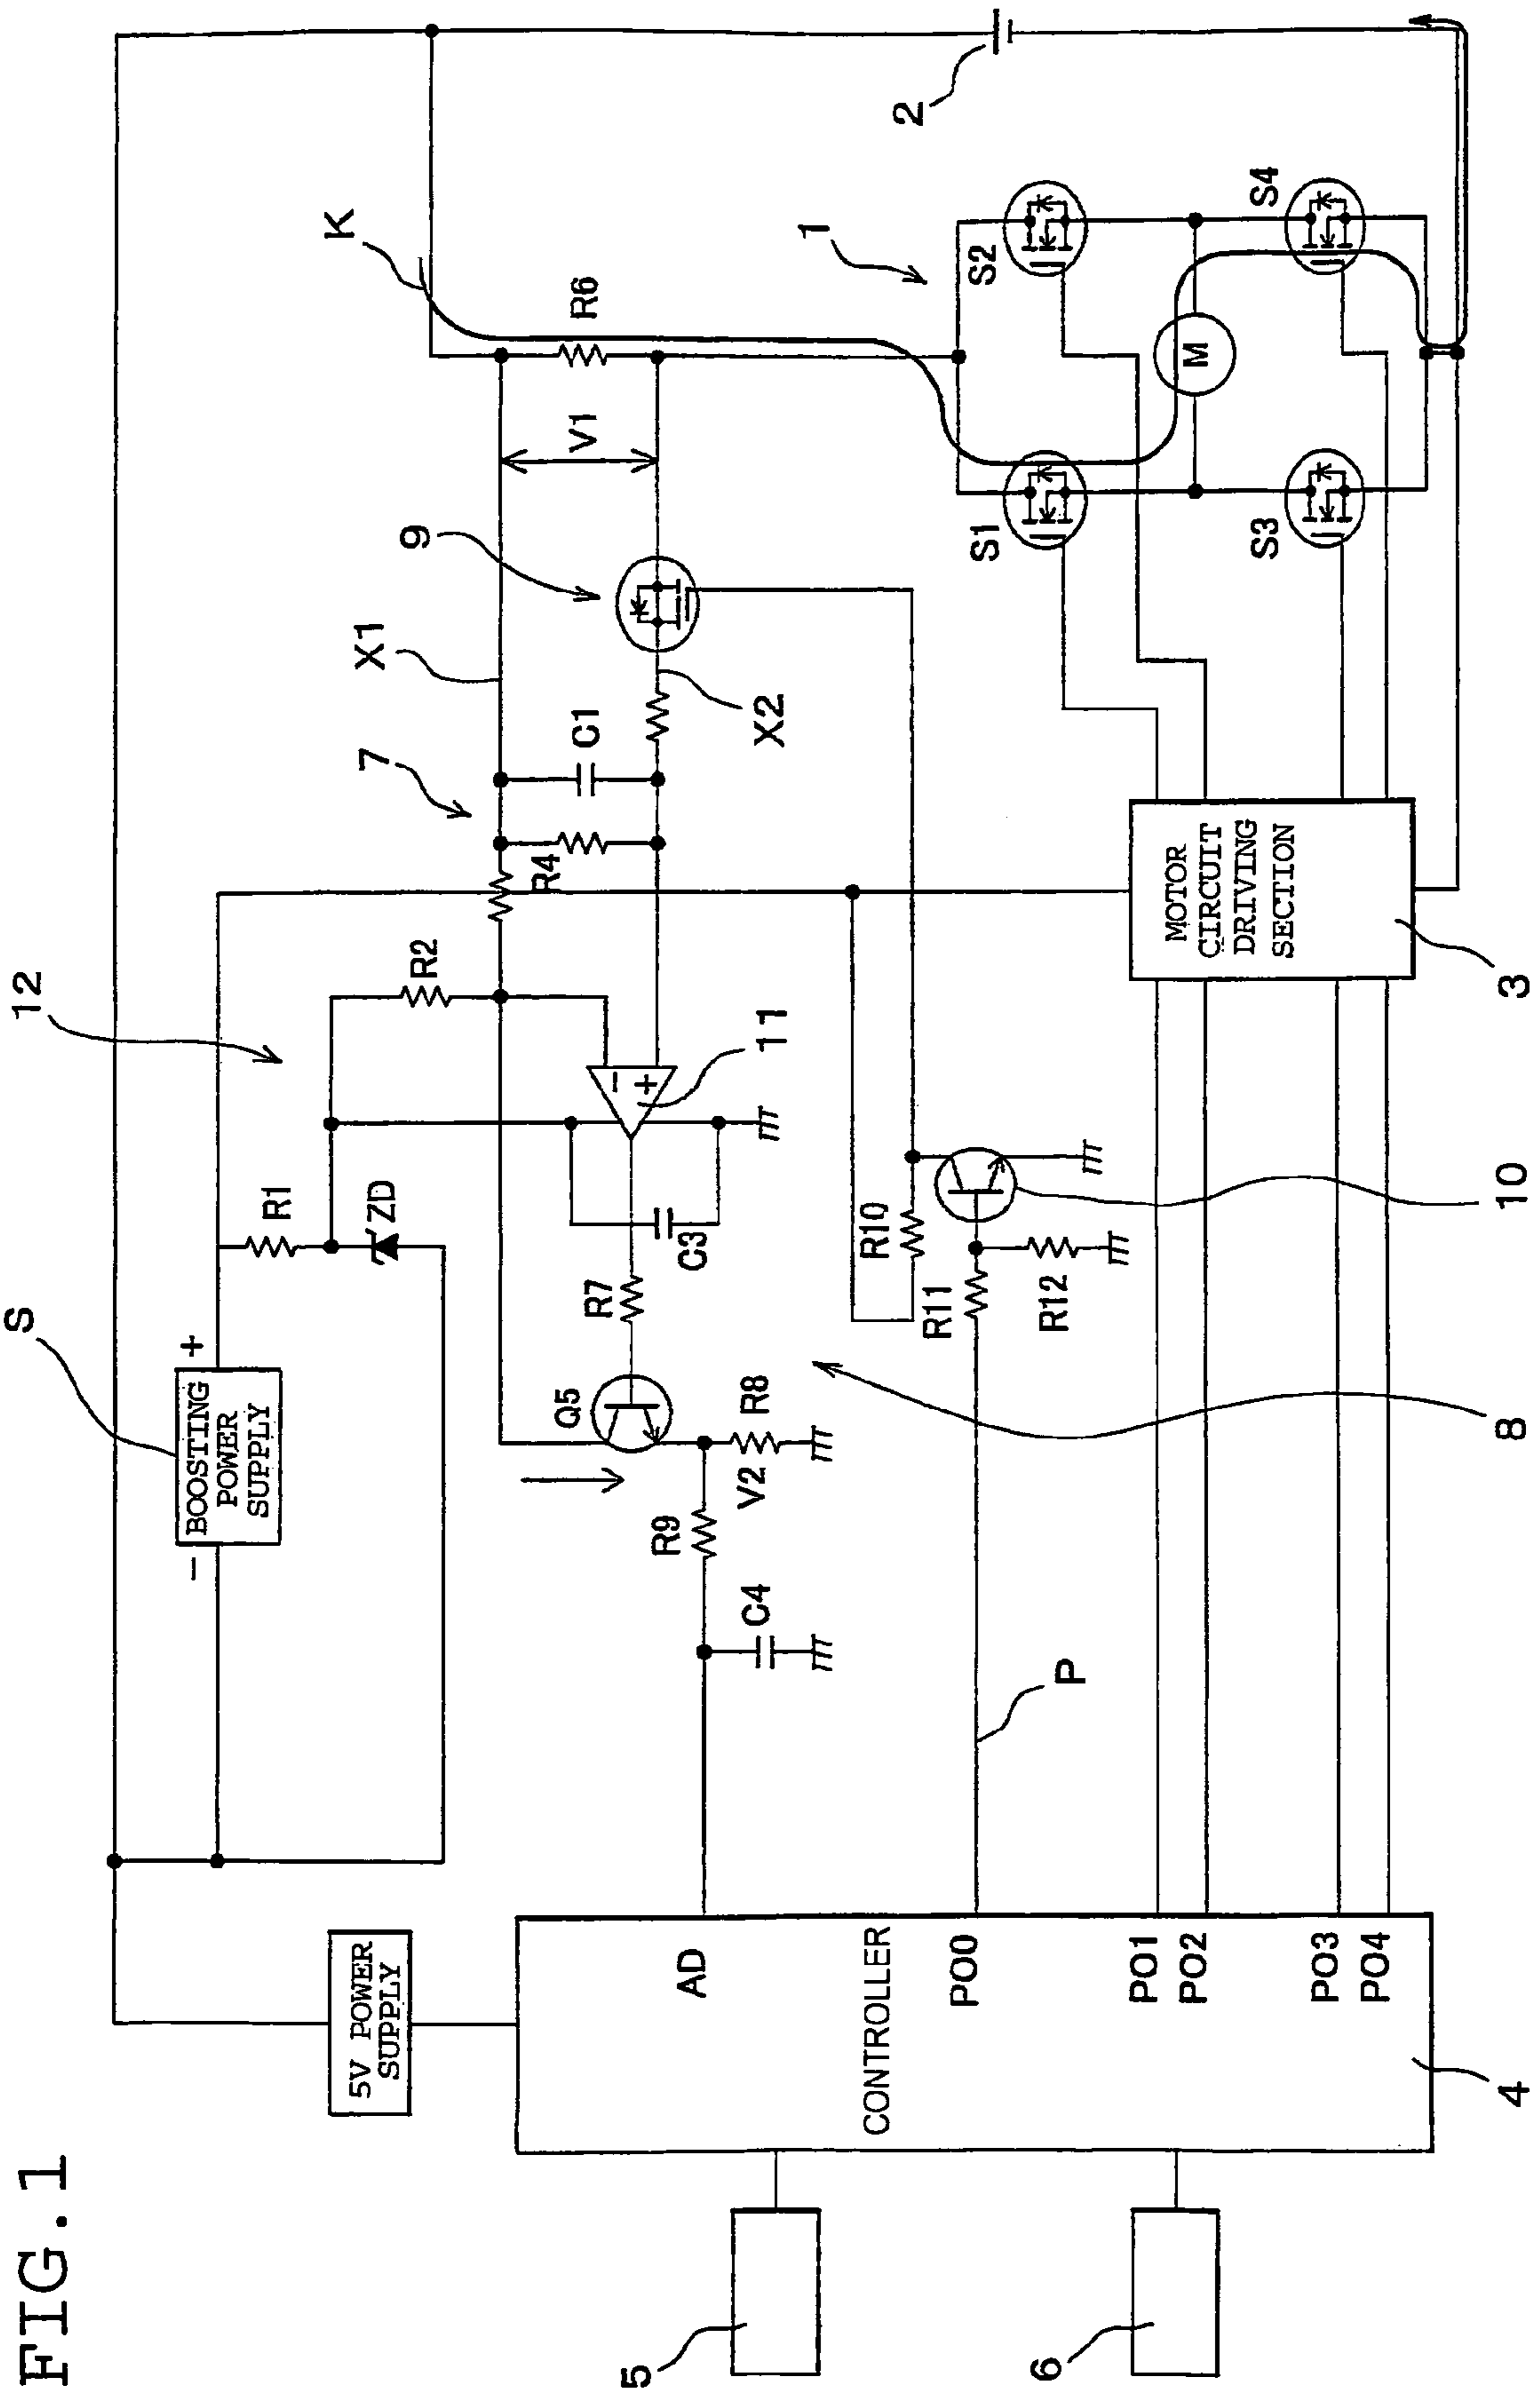 FIG.1
S
12
K
BOOSTING
POWER
SUPPLY
−
+
R1
ZD
R2
5V POWER
SUPPLY
7
X1
9
R4
C1
V1
R6
X2
Q5
R7
C3
−
+
11
R9
V2
R8
C4
8
R10
R11
R12
10
P
1
2
S1
S2
S3
S4
M
MOTOR
CIRCUIT
DRIVING
SECTION
3
CONTROLLER
AD
PO0
PO1
PO2
PO3
PO4
4
5
6